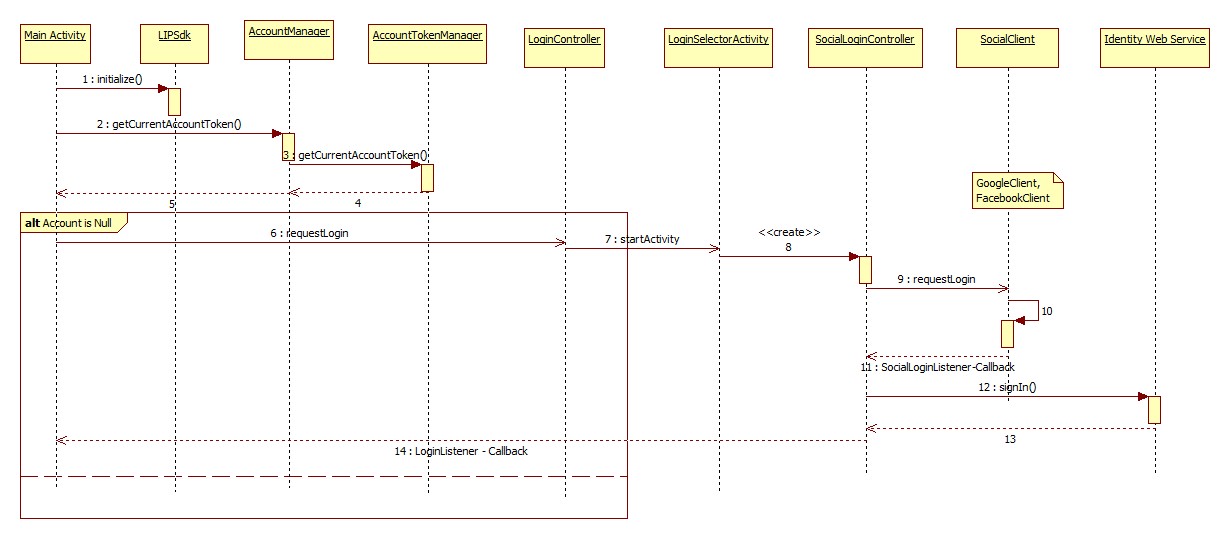 Main Activity
LIPSdk
AccountManager
AccountTokenManager
LoginController
LoginSelectorActivity
SocialLoginController
SocialClient
Identity Web Service
1 : initialize()
2 : getCurrentAccountToken()
3 : getCurrentAccountToken()
GoogleClient,
FacebookClient
5
4
alt Account is Null
6 : requestLogin
7 : startActivity
<<create>>
8
9 : requestLogin
10
11 : SocialLoginListener-Callback
12 : signIn()
13
14 : LoginListener - Callback